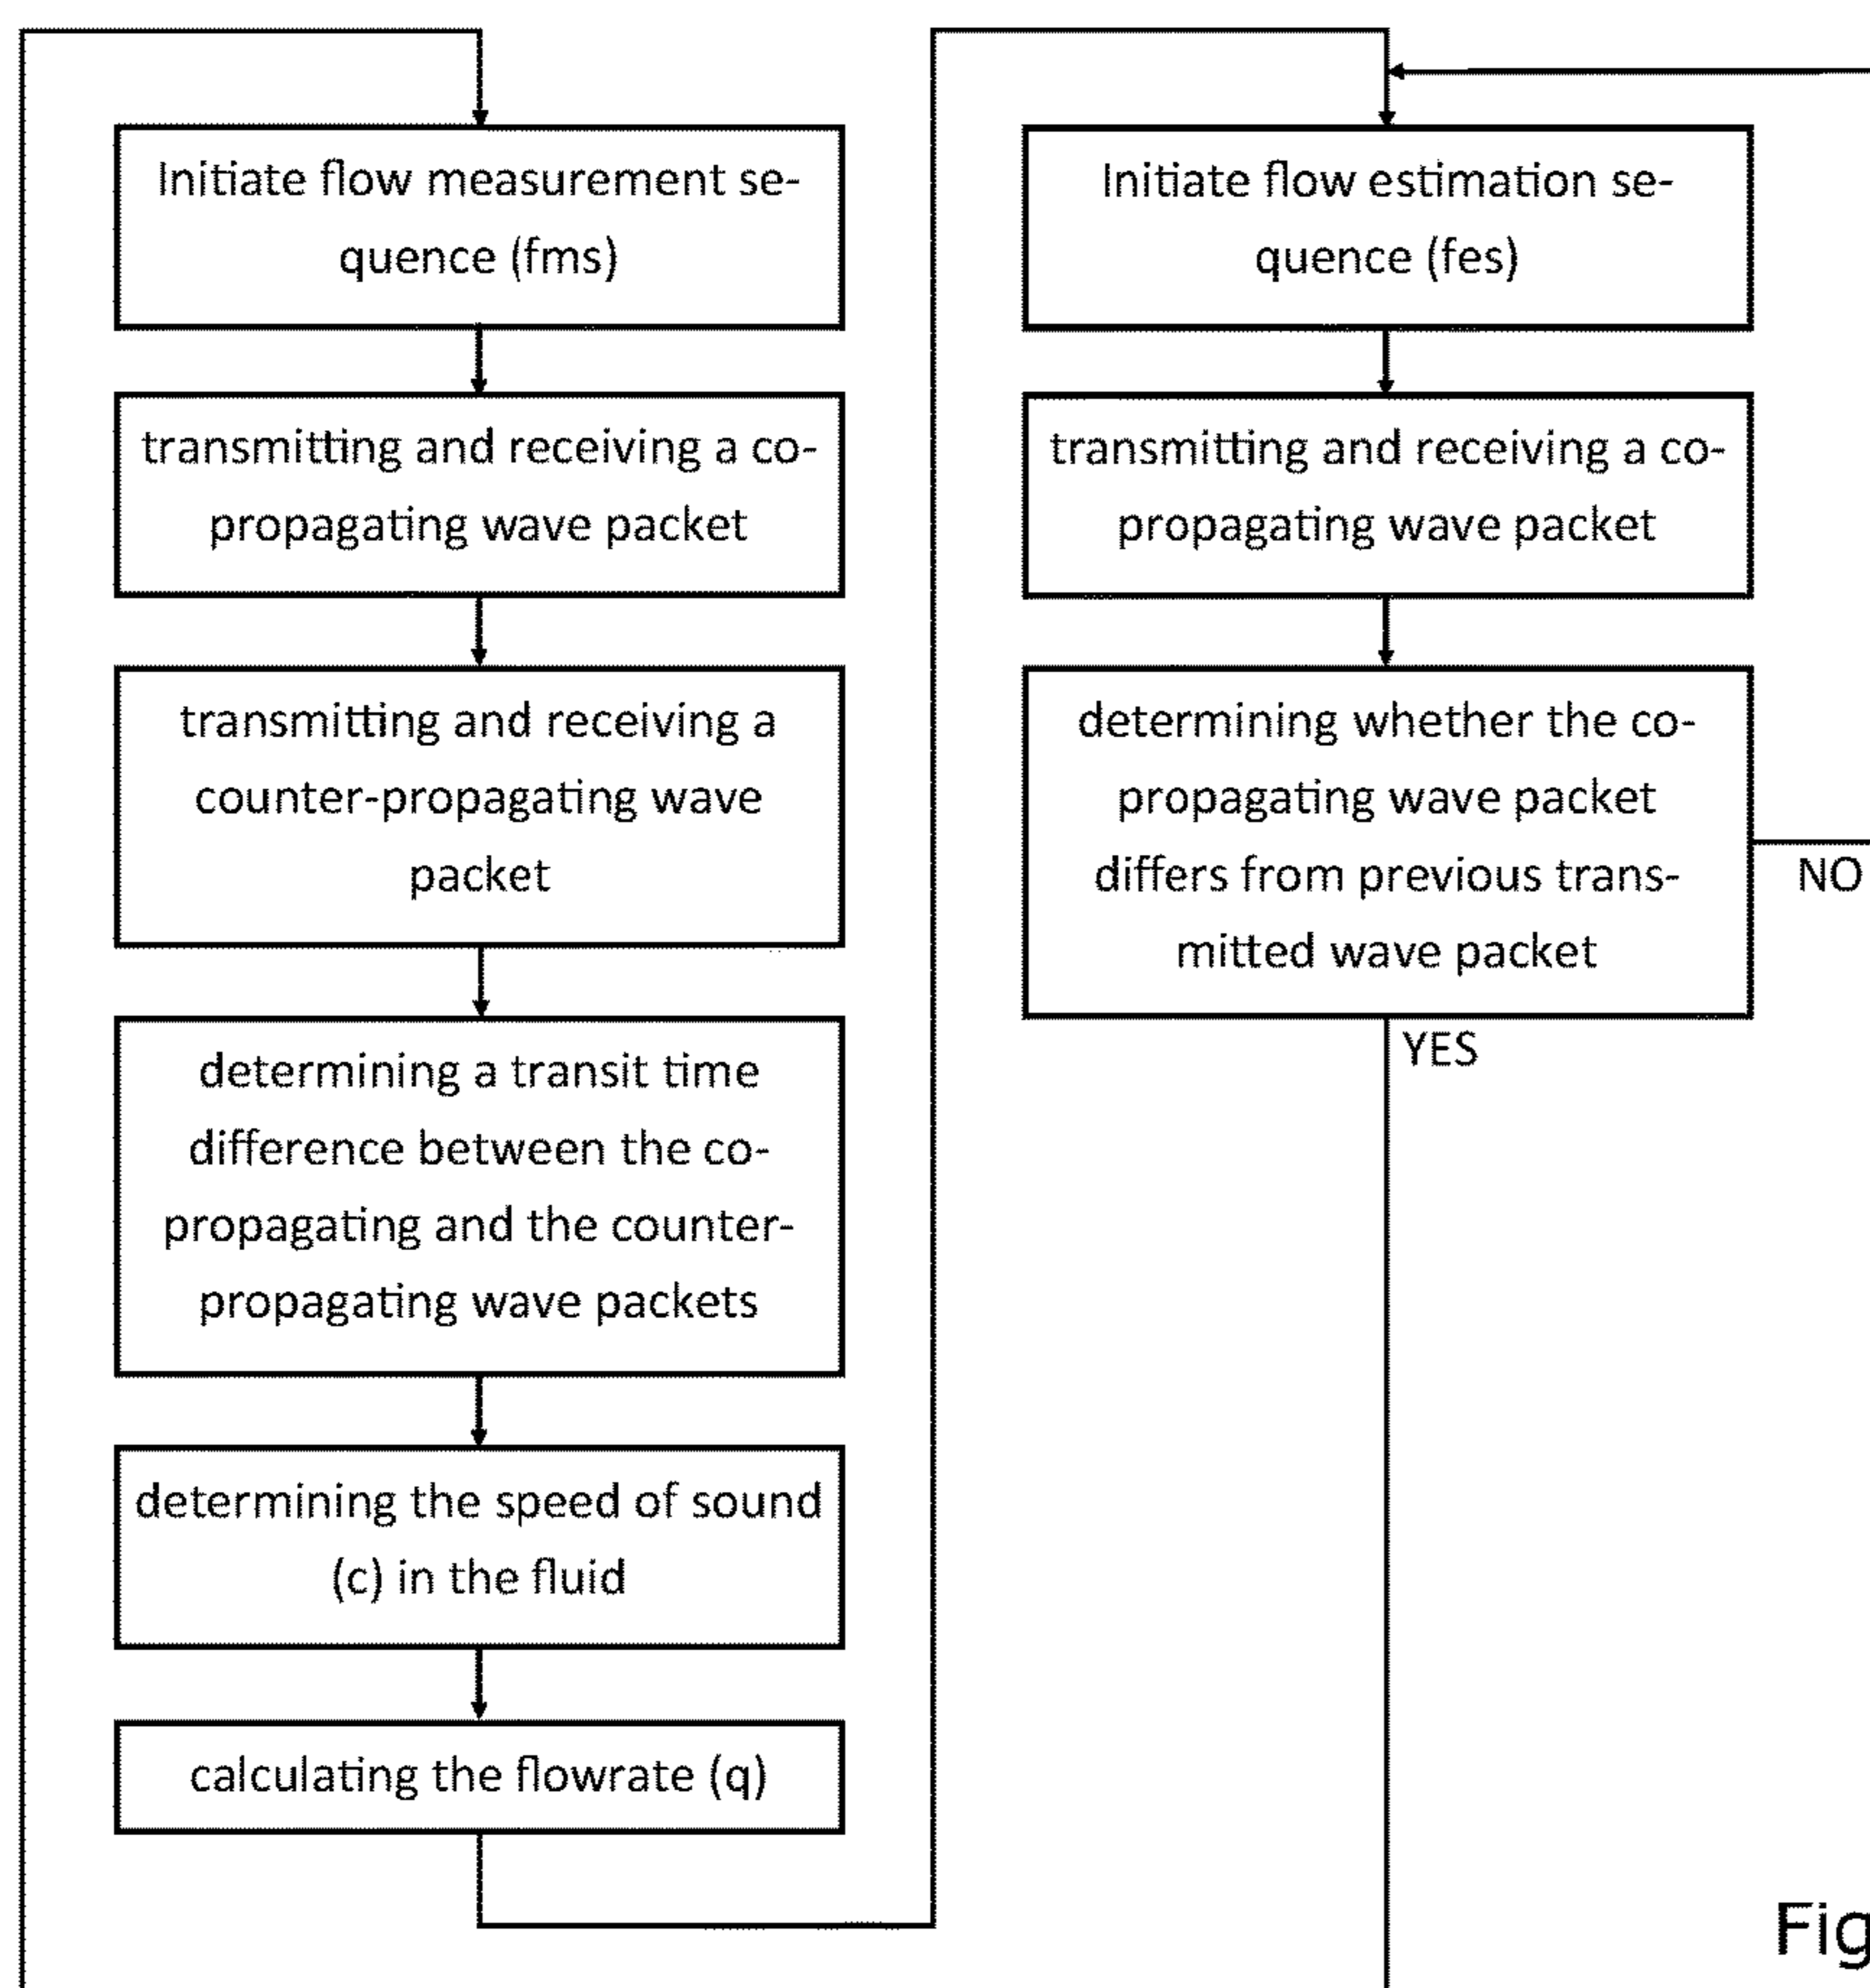 Initiate flow measurement se-
quence (fms)
transmitting and receiving a co-
propagating wave packet
transmitting and receiving a
counter-propagating wave
packet
determining a transit time
difference between the co-
propagating and the counter-
propagating wave packets
determining the speed of sound
(c) in the fluid
calculating the flowrate (q)
Initiate flow estimation se-
quence (fes)
transmitting and receiving a co-
propagating wave packet
determining whether the co-
propagating wave packet
differs from previous trans-
mitted wave packet
NO
YES
Fig